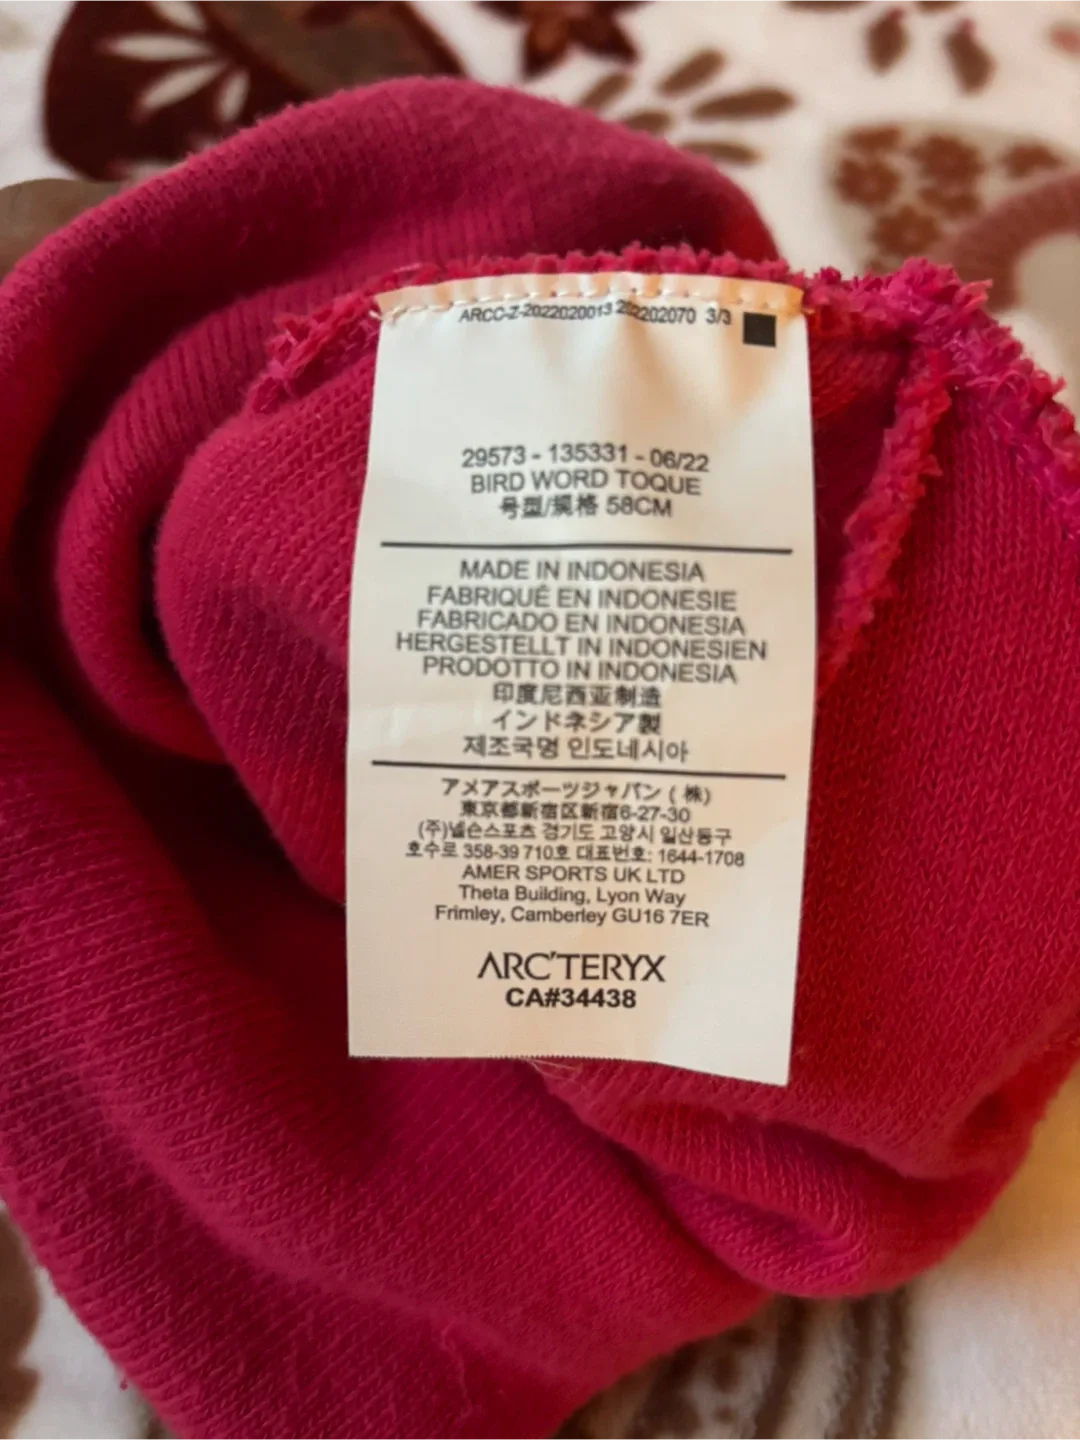 ARCC-Z-2022020013 202202070 3/3
29573 - 135331 - 06/22
BIRD WORD TOQUE
号型/规格 58CM
MADE IN INDONESIA
FABRIQUÉ EN INDONESIE
FABRICADO EN INDONESIA
HERGESTELLT IN INDONESIEN
PRODOTTO IN INDONESIA
印度尼西亚制造
インドネシア製
제조국명 인도네시아
アメアスポーツジャパン (株)
東京都新宿区新宿6-27-30
(주)넬슨스포츠 경기도 고양시 일산동구
호수로 358-39 710호 대표번호: 1644-1708
AMER SPORTS UK LTD
Theta Building, Lyon Way
Frimley, Camberley GU16 7ER
ARC'TERYX
CA#34438